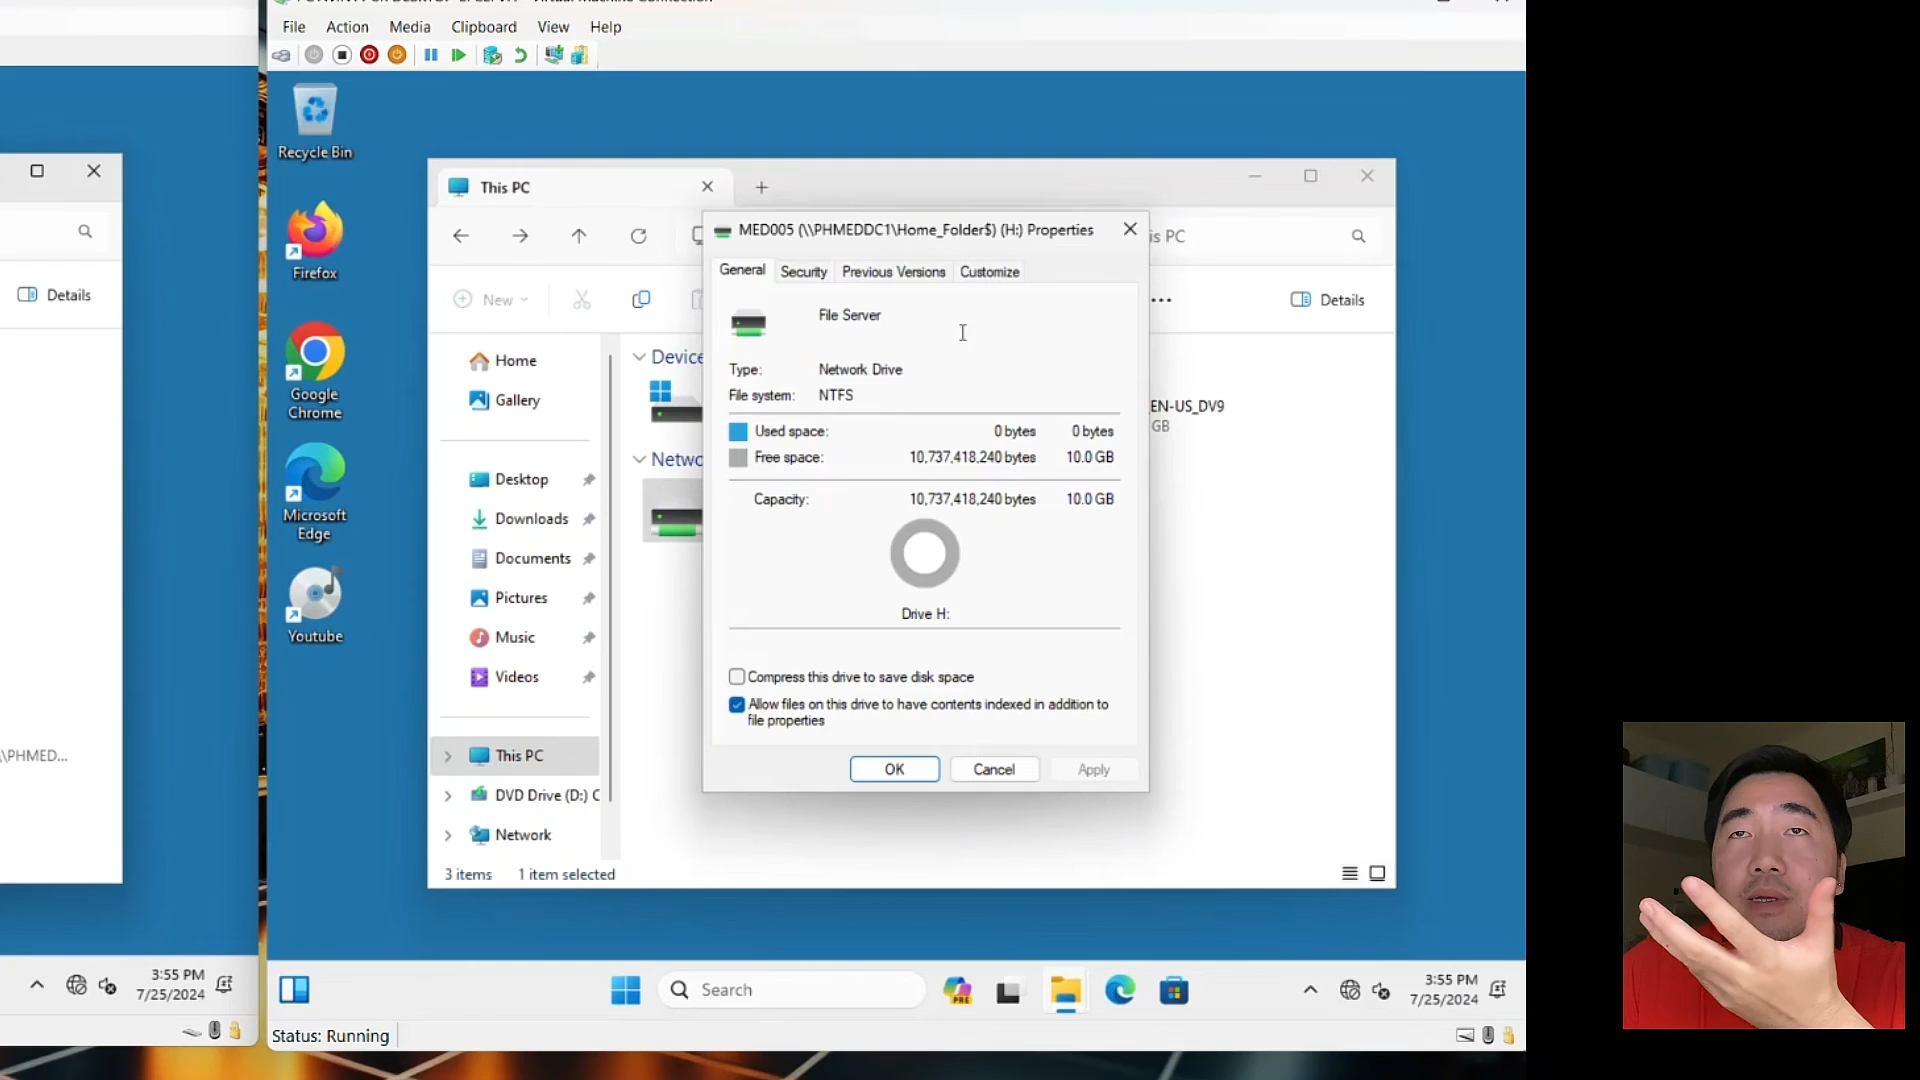 File Action Media Clipboard View Help
Recycle Bin
Firefox
Google
Chrome
Microsoft
Edge
Youtube
Details
\PHMED...
3:55 PM
7/25/2024
This PC
is PC
New
Details
Home
Gallery
Desktop
Downloads
Documents
Pictures
Music
Videos
This PC
DVD Drive (D:) C
Network
3 items 1 item selected
Device
Netwo
EN-US_DV9
GB
MED005 (\\PHMEDDC1\Home_Folder$) (H:) Properties
General Security Previous Versions Customize
File Server
Type: Network Drive
File system: NTFS
Used space: 0 bytes 0 bytes
Free space: 10,737,418,240 bytes 10.0 GB
Capacity: 10,737,418,240 bytes 10.0 GB
Drive H:
Compress this drive to save disk space
Allow files on this drive to have contents indexed in addition to
file properties
OK Cancel Apply
Search
PRE
3:55 PM
7/25/2024
Status: Running